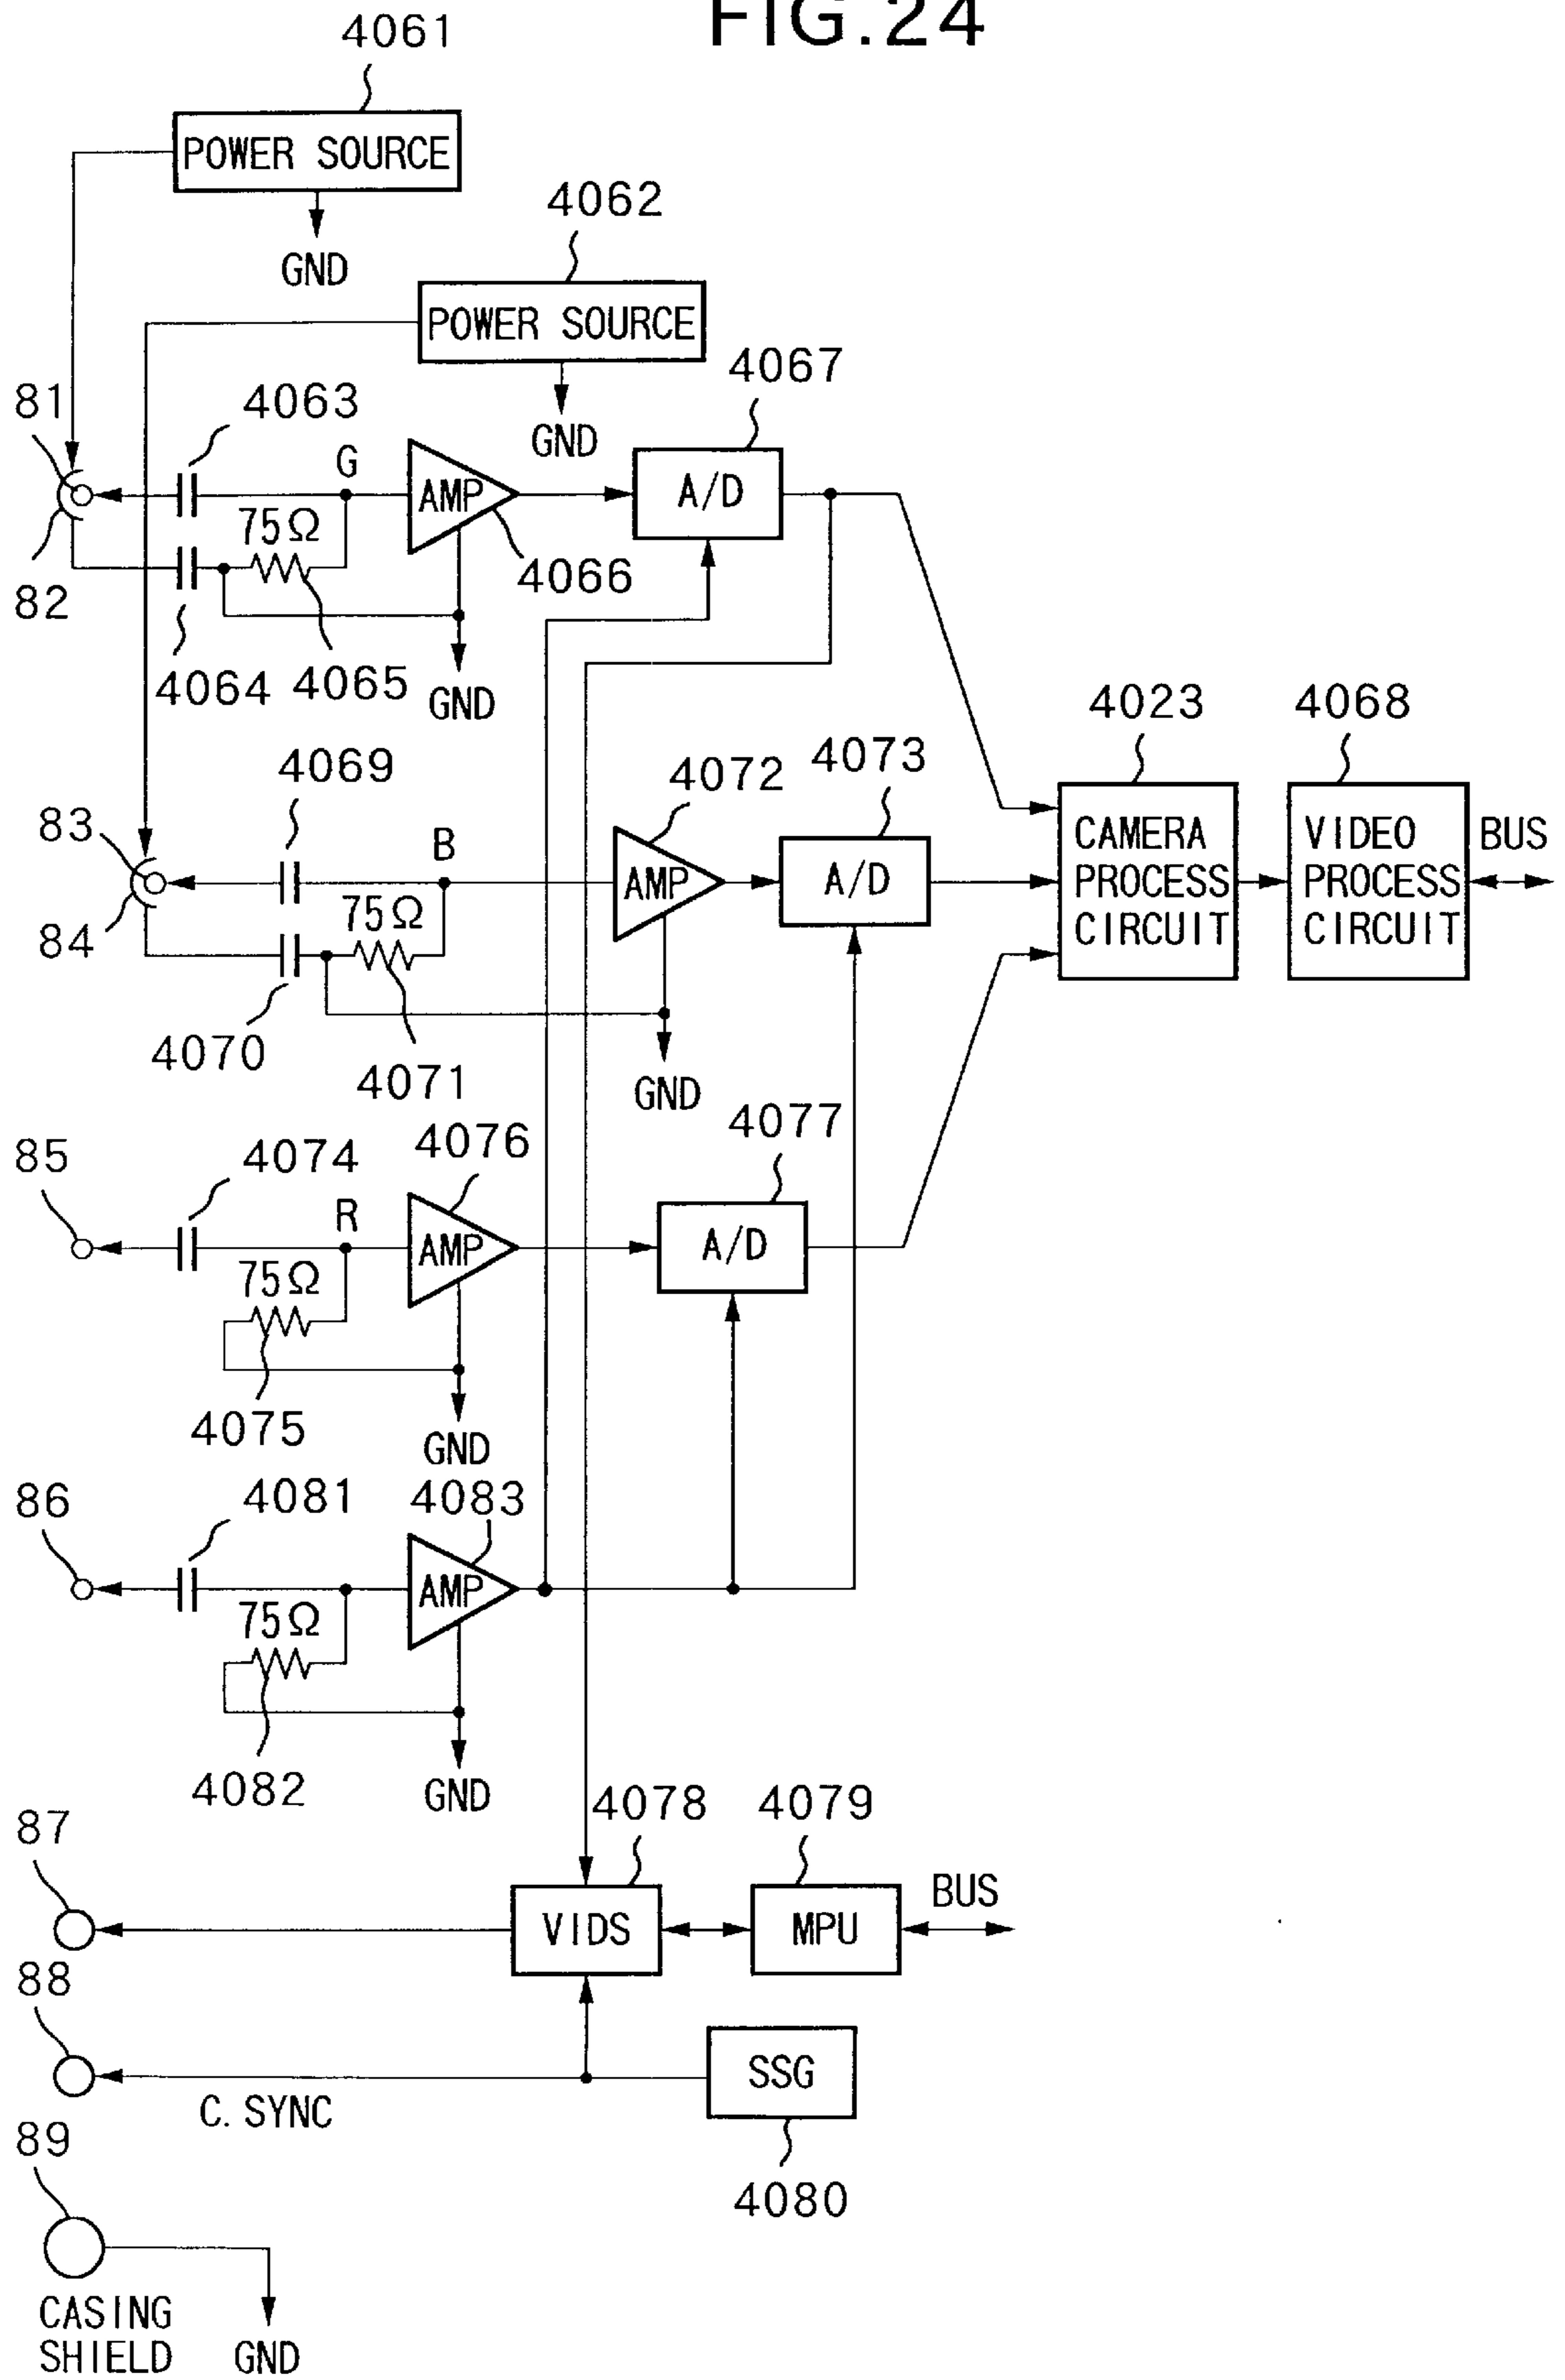 FIG.24
4061
POWER SOURCE
GND
4062
POWER SOURCE
GND
4067
81
4063
G
AMP
A/D
75Ω
82
4066
4064
4065
GND
4023
4068
4069
4072
4073
83
B
AMP
A/D
CAMERA
PROCESS
CIRCUIT
VIDEO
PROCESS
CIRCUIT
BUS
75Ω
84
4070
4071
GND
4077
85
4074
4076
R
AMP
A/D
75Ω
4075
GND
86
4081
4083
AMP
75Ω
4082
GND
87
4078
4079
VIDS
MPU
BUS
88
SSG
C. SYNC
4080
89
CASING
SHIELD
GND